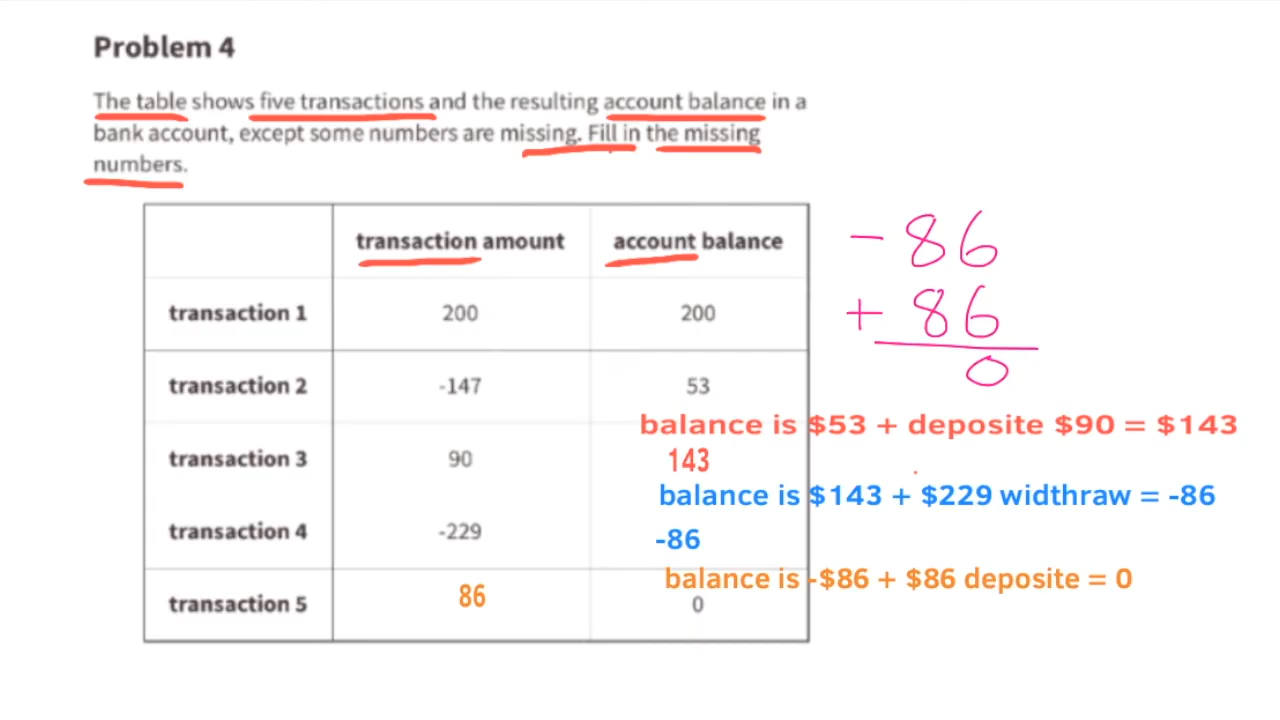 Problem 4
The table shows five transactions and the resulting account balance in a
bank account, except some numbers are missing. Fill in the missing
numbers.
transaction amount account balance
transaction 1 200 200
transaction 2 -147 53
balance is $53 + deposite $90 = $143
transaction 3 90 143
balance is $143 + $229 widthraw = -86
transaction 4 -229 -86
balance is -$86 + $86 deposite = 0
transaction 5 86 0
- 86
+ 86
0